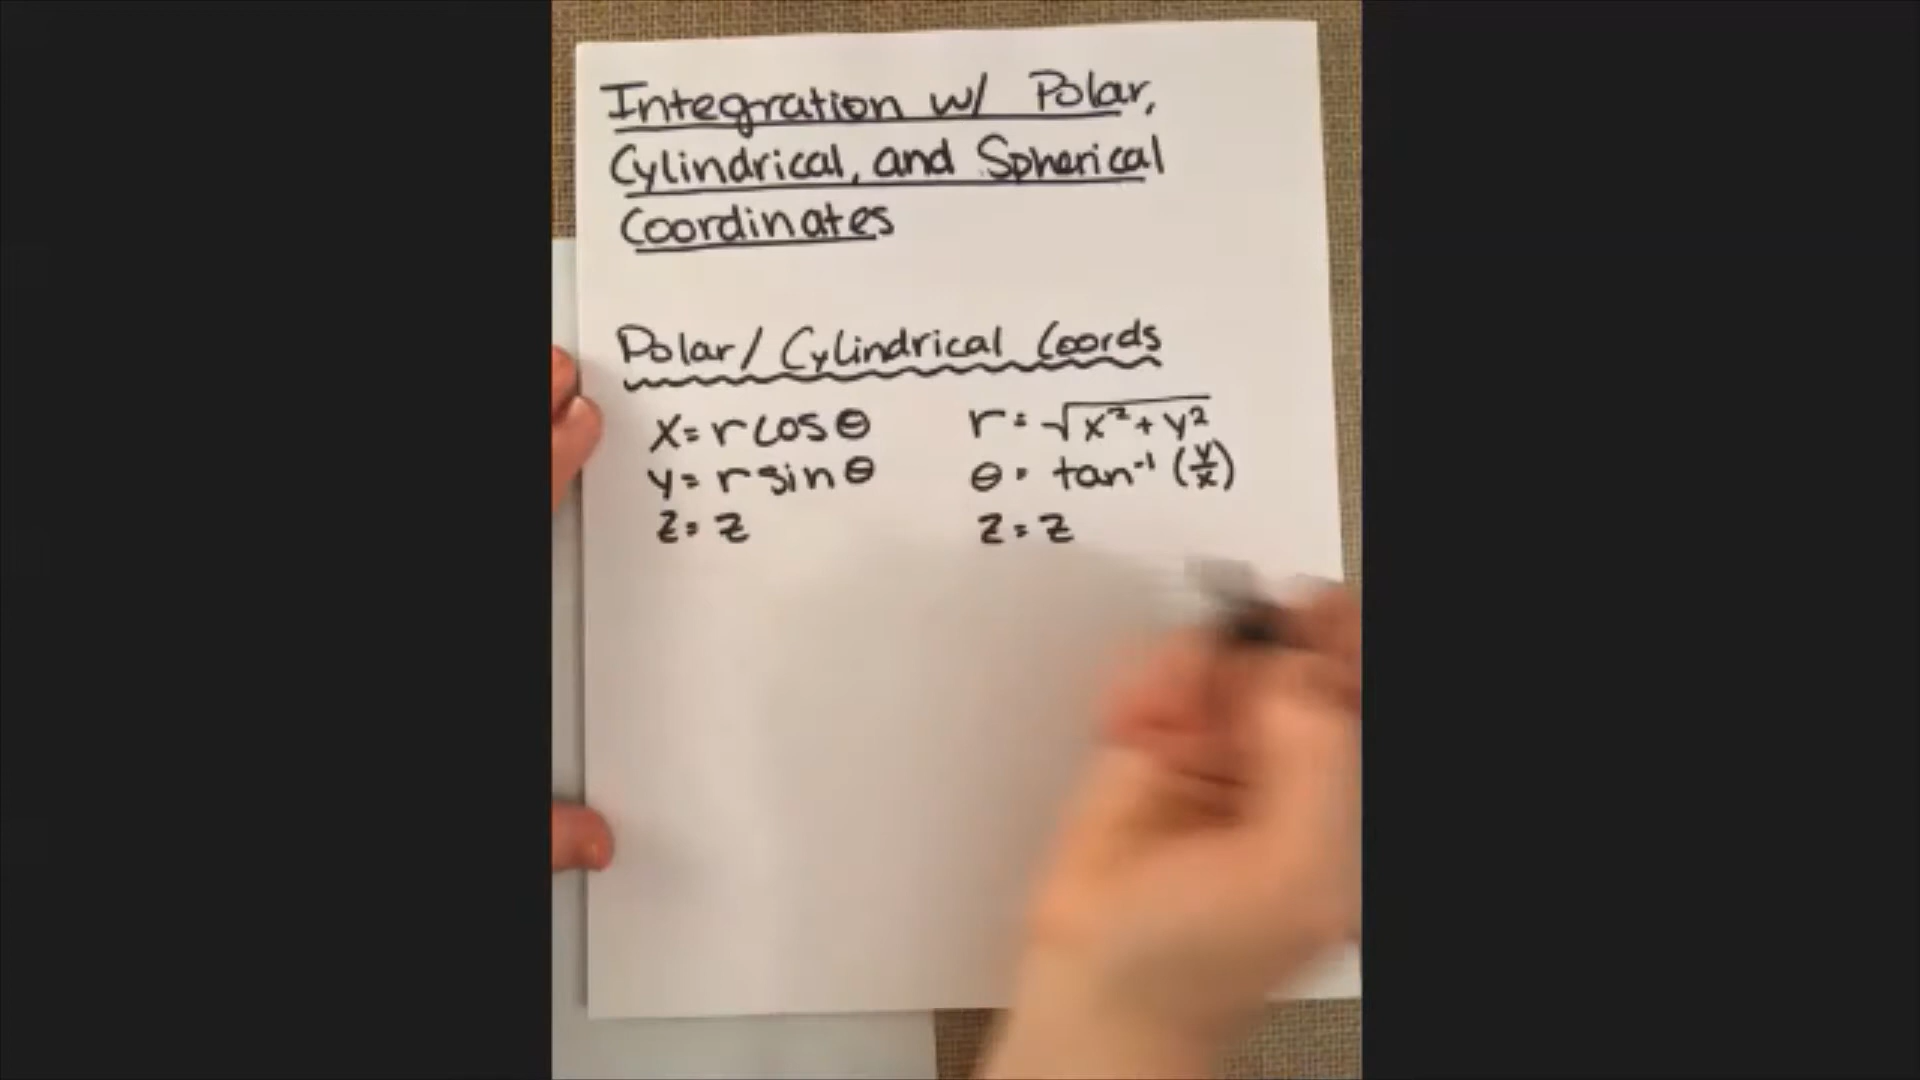 Integration w/ Polar,
Cylindrical, and Spherical
Coordinates
Polar/Cylindrical Coords
x = r cos θ
y = r sin θ
z = z
r = √x² + y²
θ = tan⁻¹ (y/x)
z = z